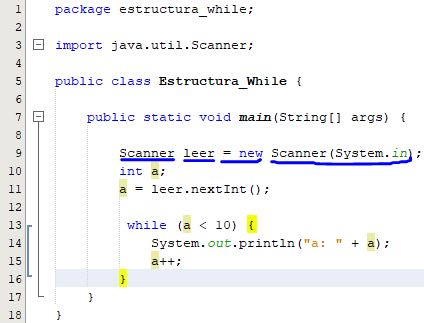 1 package estructura_while;
2
3 import java.util.Scanner;
4
5 public class Estructura_While {
6
7 public static void main(String[] args) {
8
9 Scanner leer = new Scanner(System.in);
10 int a;
11 a = leer.nextInt();
12
13 while (a < 10) {
14 System.out.println("a: " + a);
15 a++;
16 }
17 }
18 }